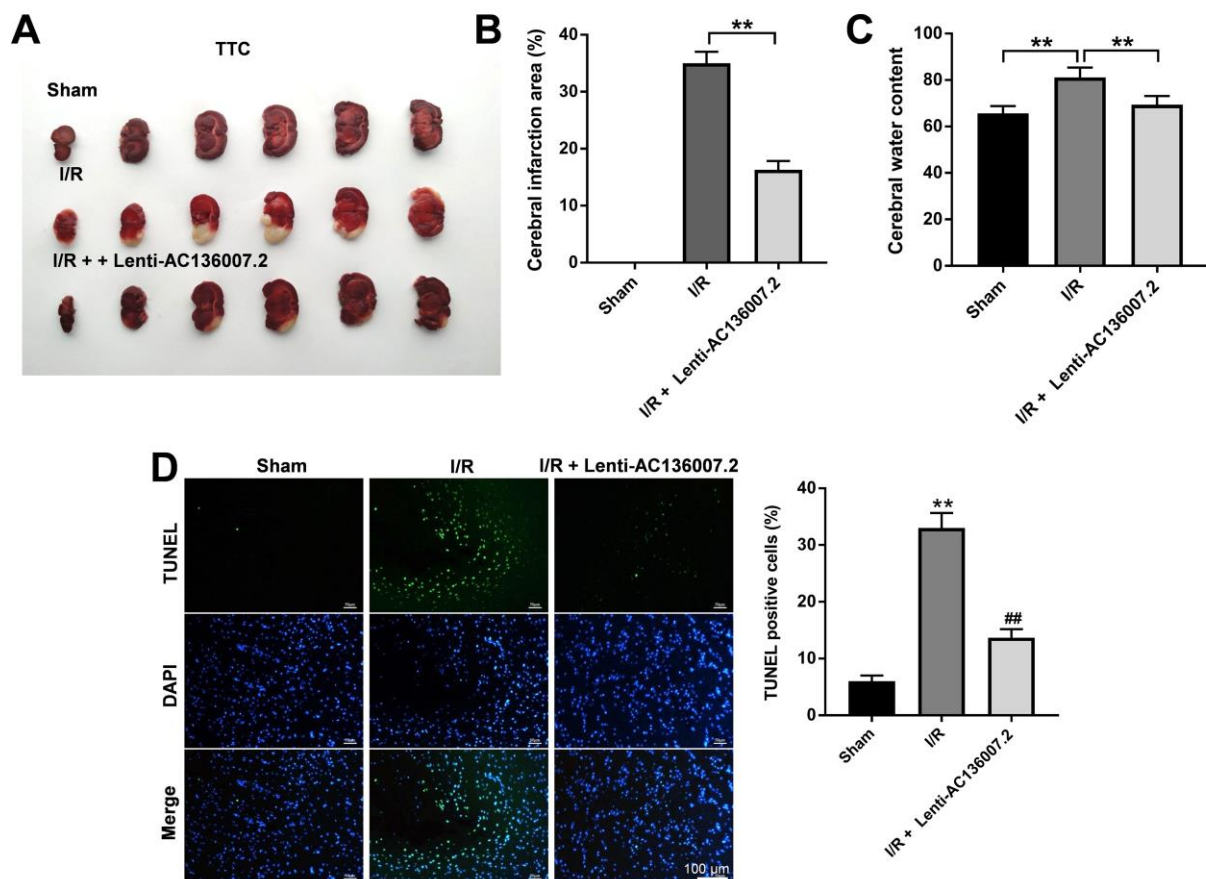 A
TTC
Sham
I/R
I/R + + Lenti-AC136007.2
B
**
Cerebral infarction area (%)
40
30
20
10
0
Sham
I/R
I/R + Lenti-AC136007.2
C
** **
Cerebral water content
100
80
60
40
20
0
Sham
I/R
I/R + Lenti-AC136007.2
D
Sham I/R I/R + Lenti-AC136007.2
TUNEL
DAPI
Merge
100 µm
TUNEL positive cells (%)
40
30
20
10
0
**
##
Sham
I/R
I/R + Lenti-AC136007.2